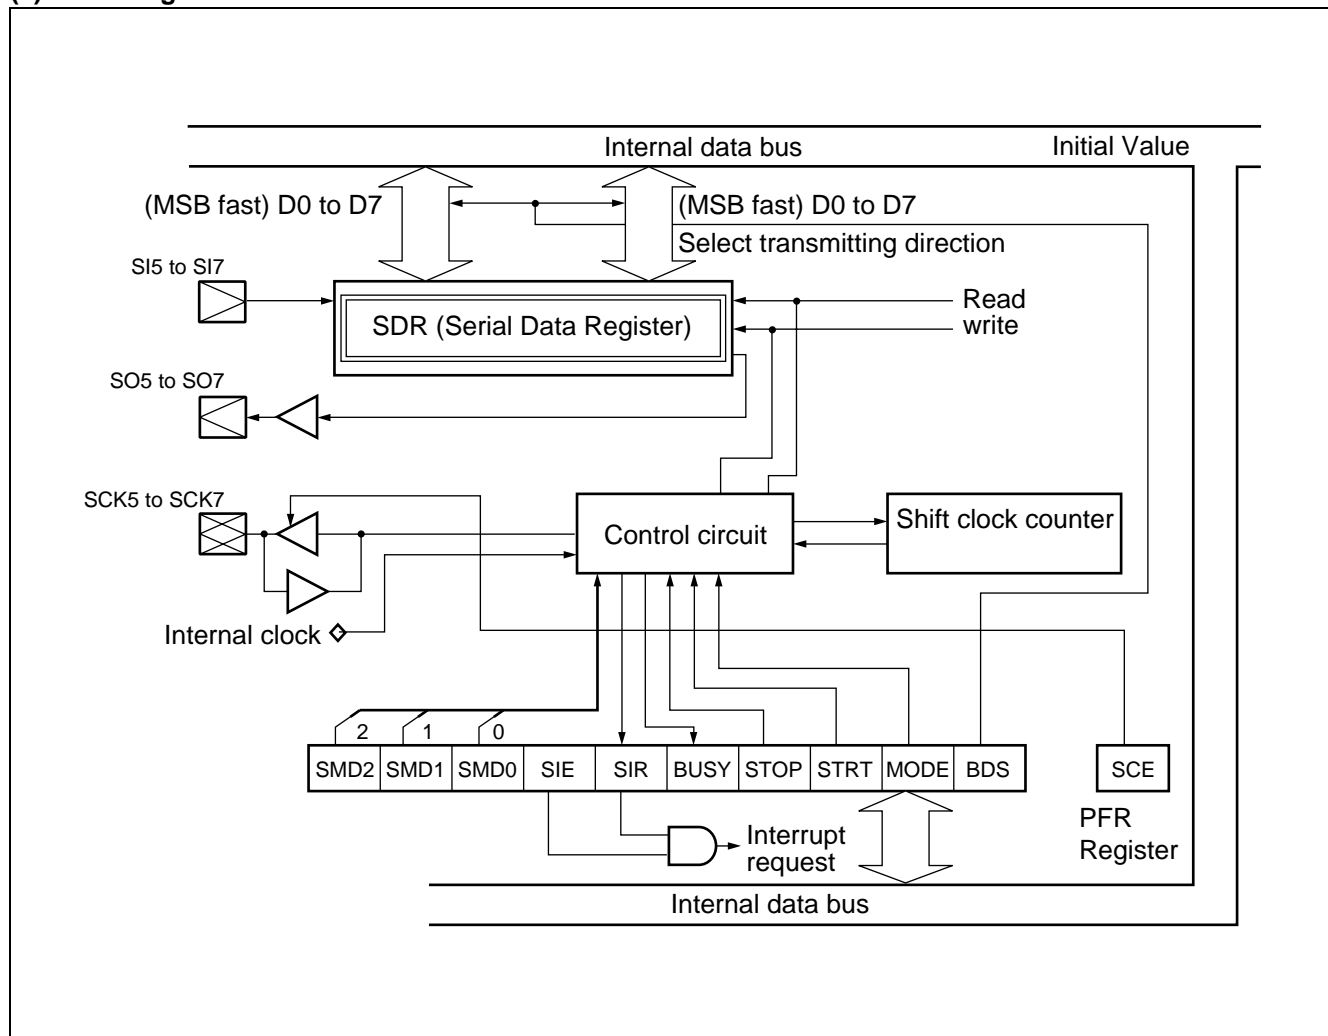 Internal data bus
Initial Value
(MSB fast) D0 to D7
(MSB fast) D0 to D7
Select transmitting direction
SI5 to SI7
Read
write
SDR (Serial Data Register)
SO5 to SO7
SCK5 to SCK7
Control circuit
Shift clock counter
Internal clock
2 1 0
SMD2 SMD1 SMD0 SIE SIR BUSY STOP STRT MODE BDS SCE
PFR
Register
Interrupt
request
Internal data bus